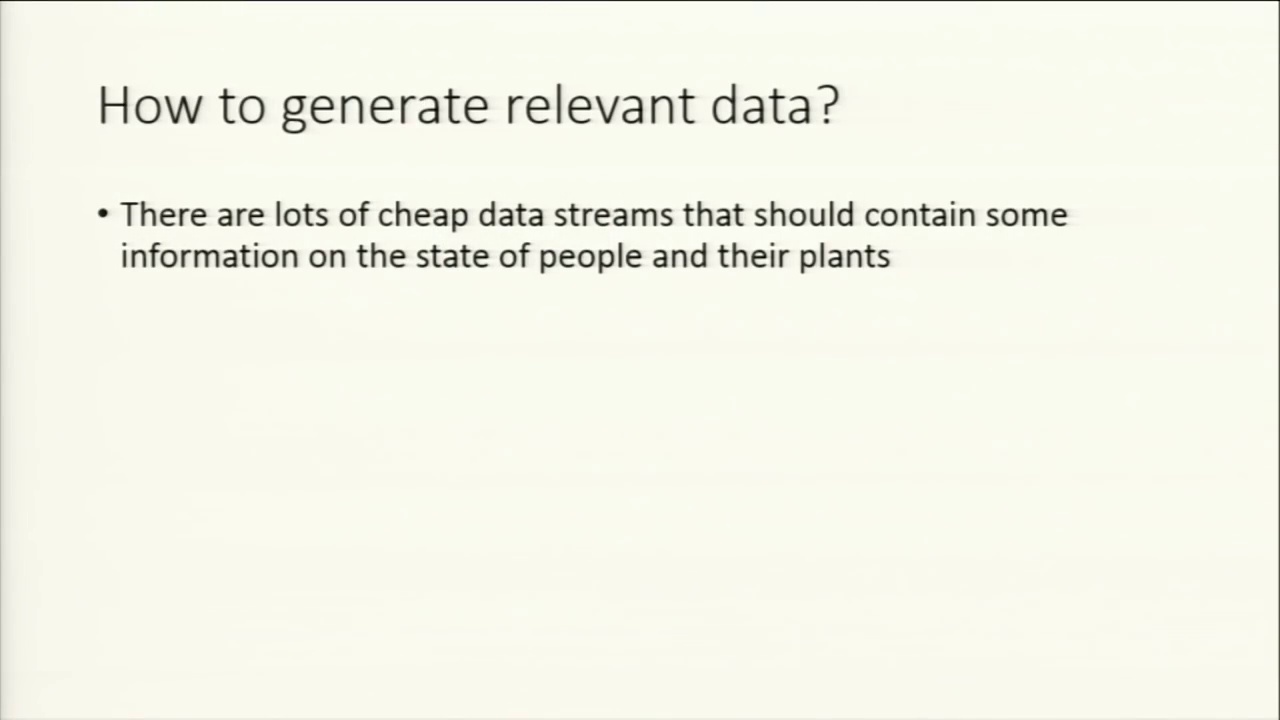 How to generate relevant data?
• There are lots of cheap data streams that should contain some
information on the state of people and their plants